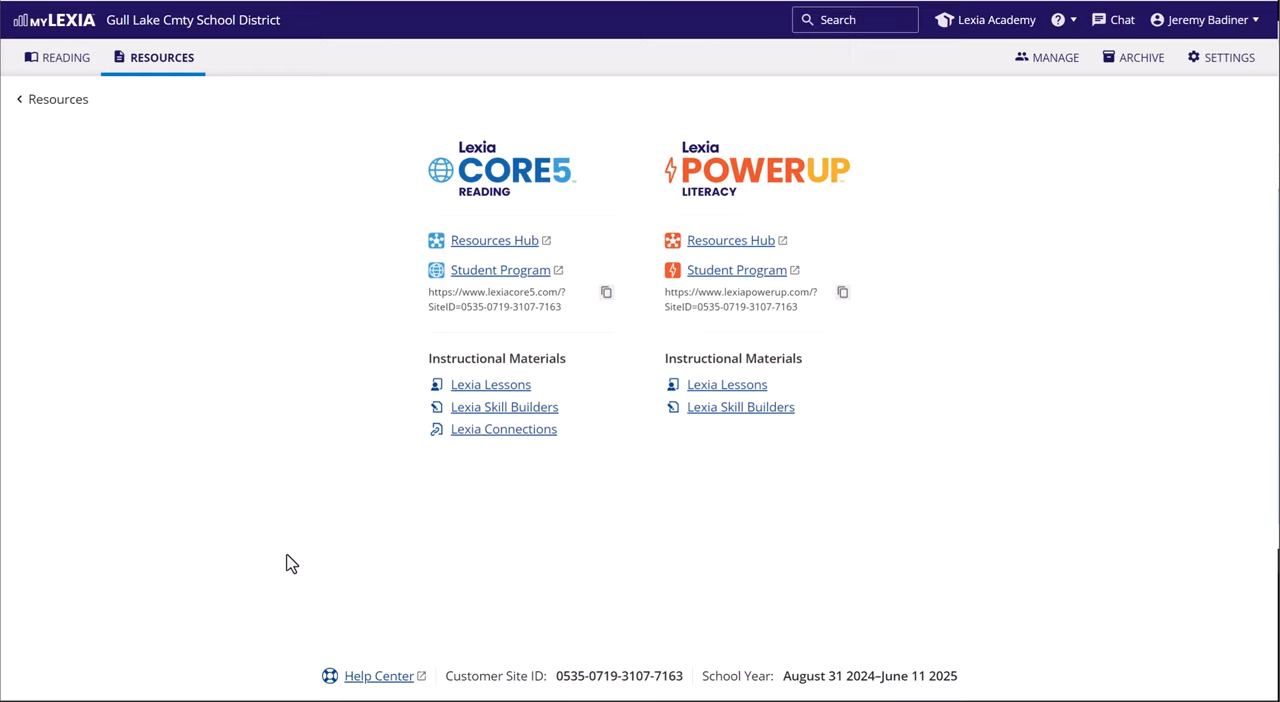 myLEXIA Gull Lake Cmty School District Search Lexia Academy ? Chat Jeremy Badiner
READING RESOURCES MANAGE ARCHIVE SETTINGS
Resources
Lexia
CORE5
READING
Lexia
POWERUP
LITERACY
Resources Hub
Student Program
https://www.lexiacore5.com/?
SiteID=0535-0719-3107-7163
Resources Hub
Student Program
https://www.lexiapowerup.com/?
SiteID=0535-0719-3107-7163
Instructional Materials
Lexia Lessons
Lexia Skill Builders
Lexia Connections
Instructional Materials
Lexia Lessons
Lexia Skill Builders
Help Center Customer Site ID: 0535-0719-3107-7163 School Year: August 31 2024–June 11 2025